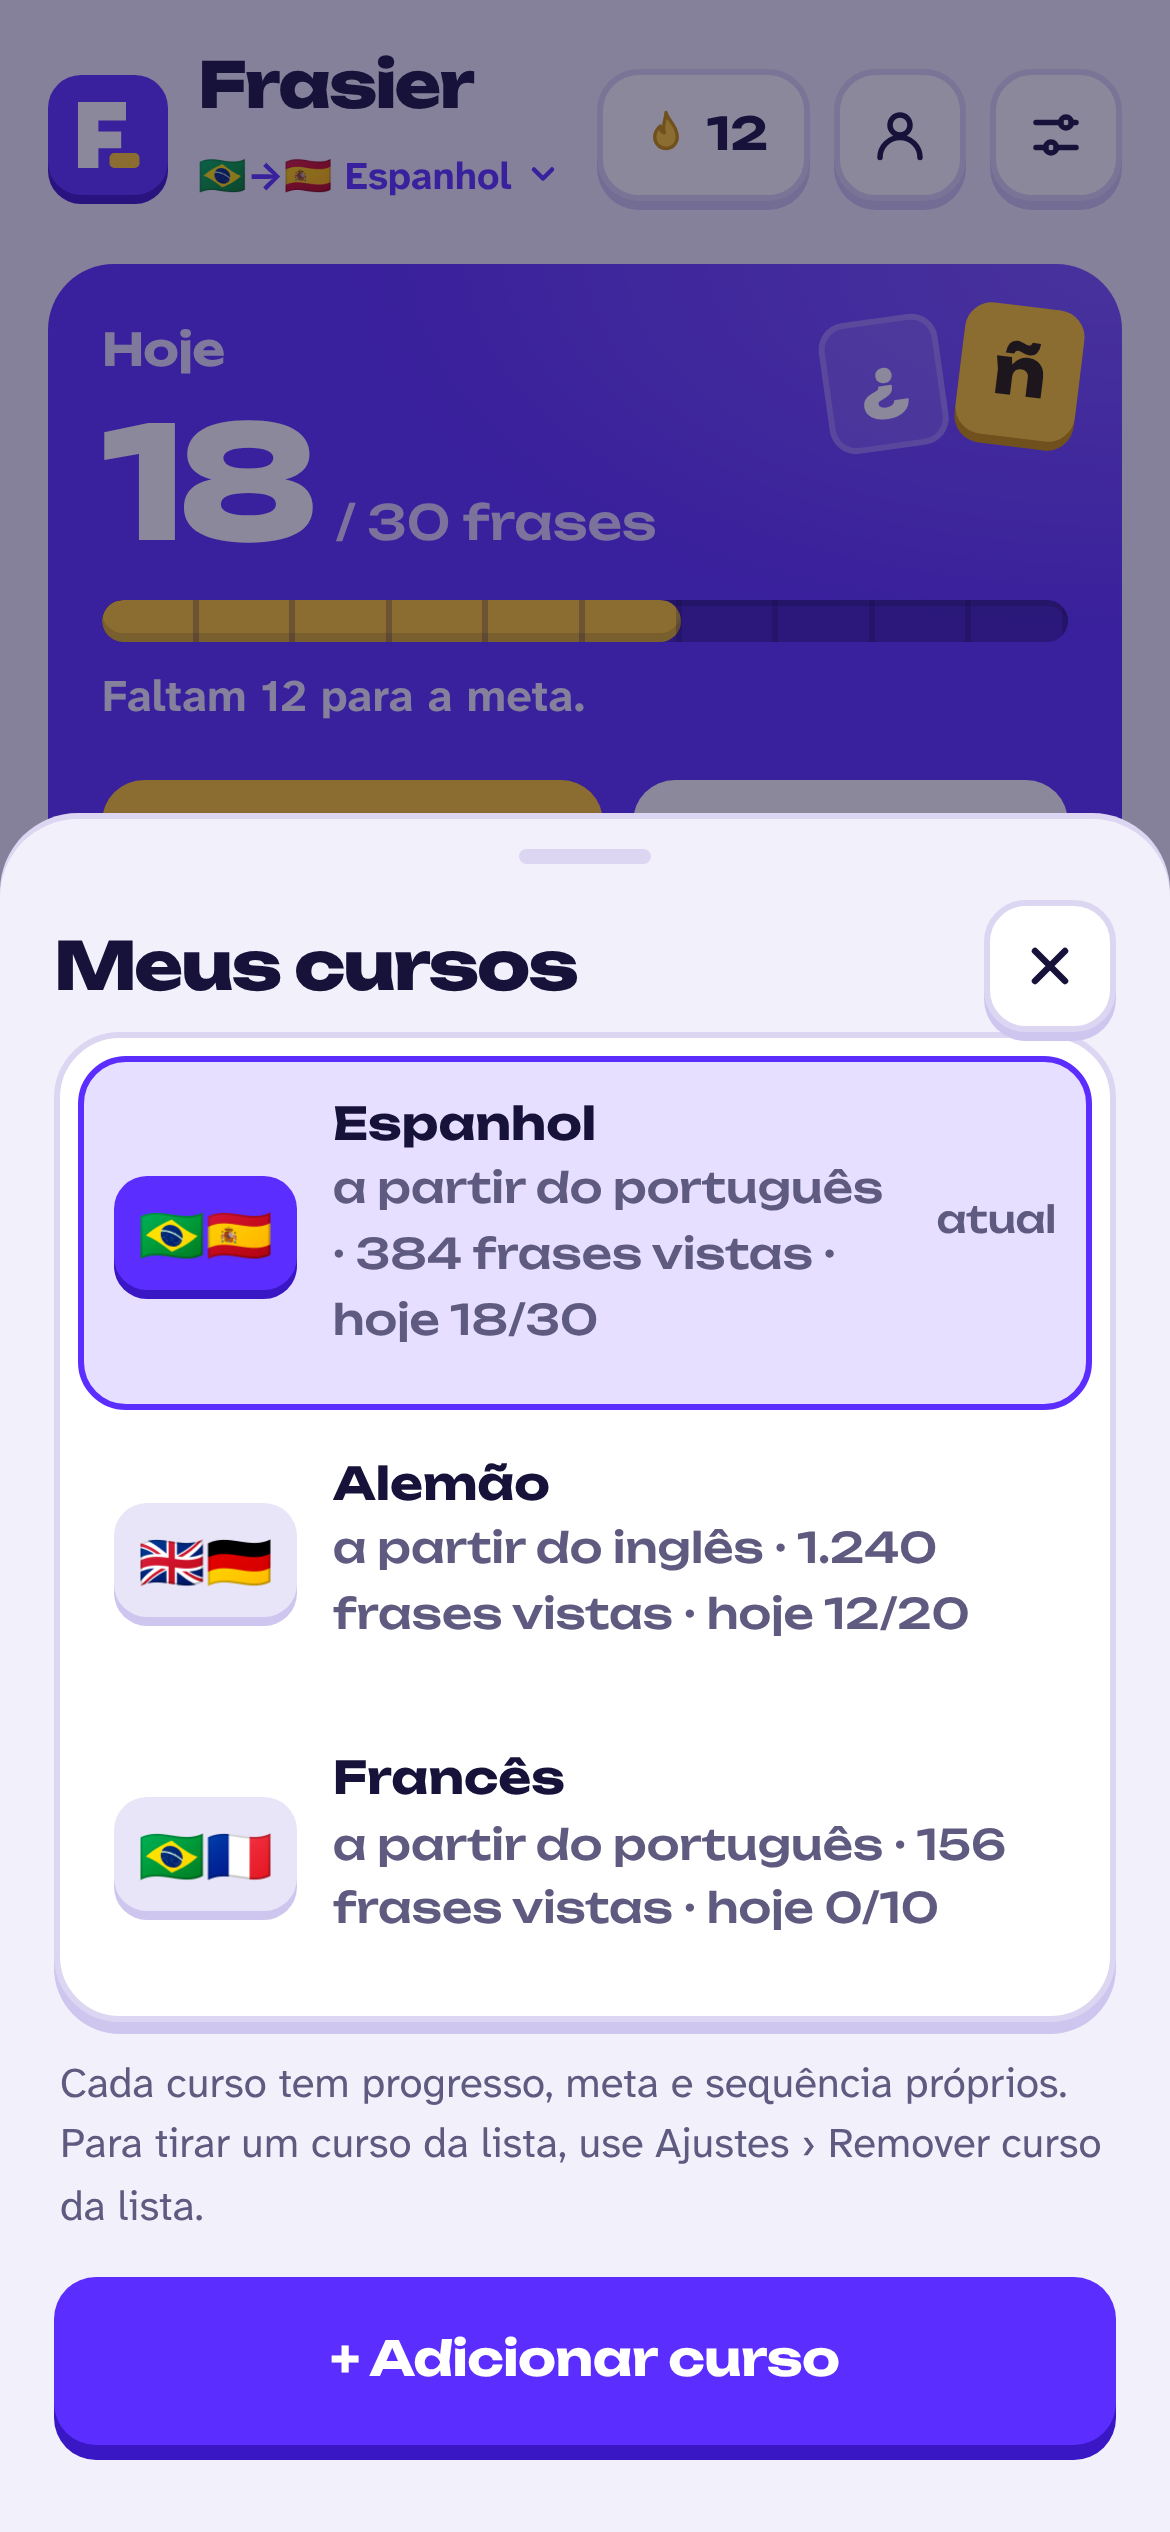 F
Frasier
Espanhol
12
Hoje
¿
ñ
18 / 30 frases
Faltam 12 para a meta.
Meus cursos
Espanhol
a partir do português
· 384 frases vistas ·
hoje 18/30
atual
Alemão
a partir do inglês · 1.240
frases vistas · hoje 12/20
Francês
a partir do português · 156
frases vistas · hoje 0/10
Cada curso tem progresso, meta e sequência próprios.
Para tirar um curso da lista, use Ajustes › Remover curso
da lista.
+ Adicionar curso